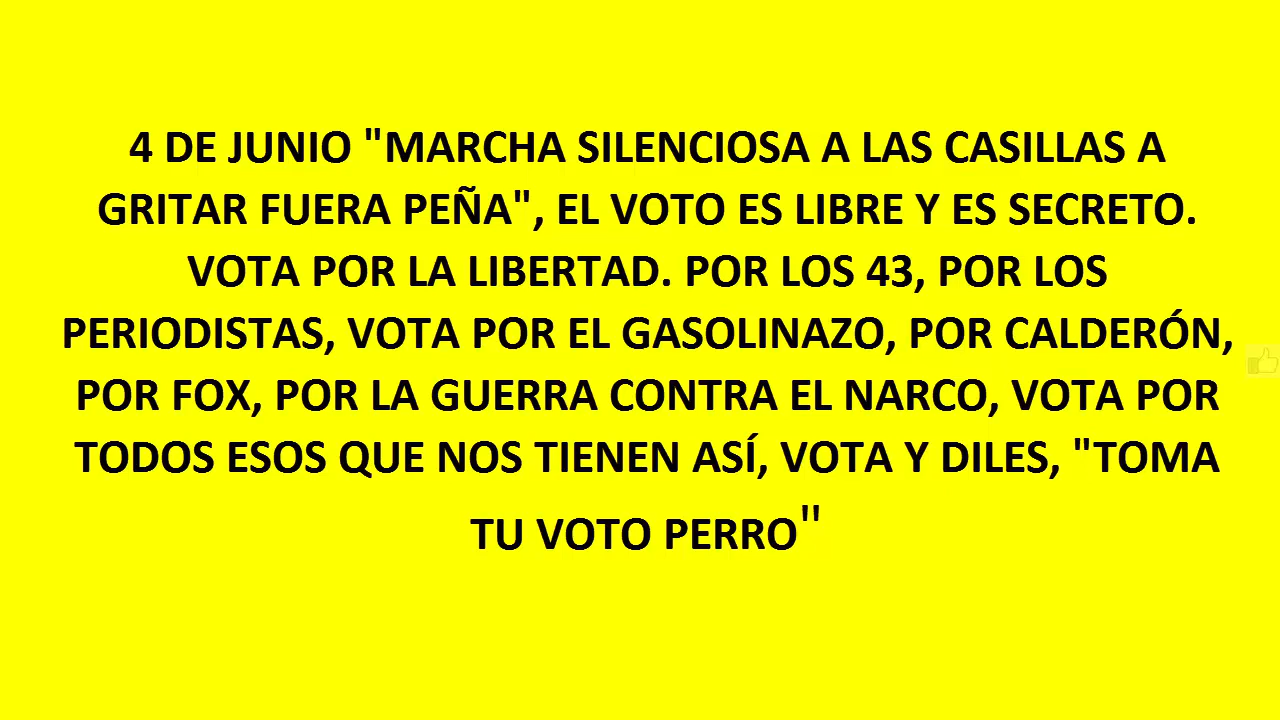 4 DE JUNIO "MARCHA SILENCIOSA A LAS CASILLAS A
GRITAR FUERA PEÑA", EL VOTO ES LIBRE Y ES SECRETO.
VOTA POR LA LIBERTAD. POR LOS 43, POR LOS
PERIODISTAS, VOTA POR EL GASOLINAZO, POR CALDERÓN,
POR FOX, POR LA GUERRA CONTRA EL NARCO, VOTA POR
TODOS ESOS QUE NOS TIENEN ASÍ, VOTA Y DILES, "TOMA
TU VOTO PERRO"